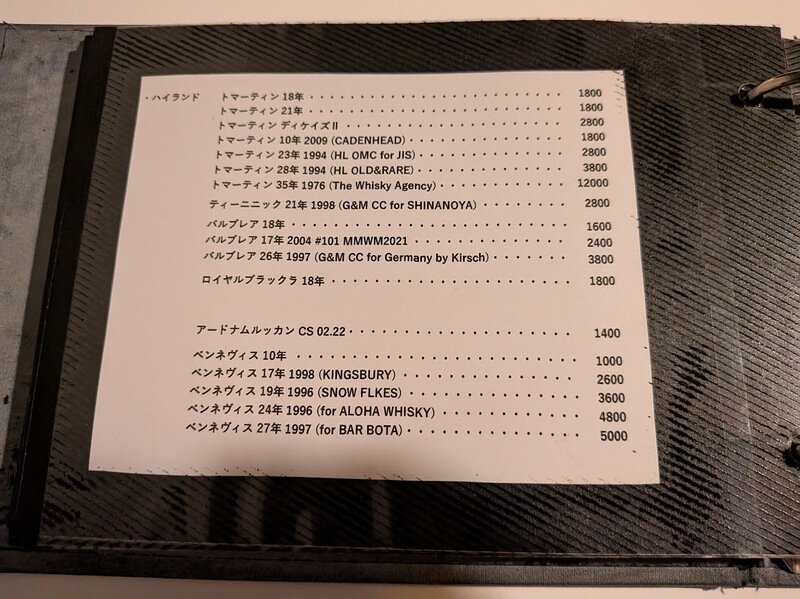 ・ハイランド トマーティン 18年 ・・・・・・・・・・・・・・・・・・・・・・・ 1800
トマーティン 21年 ・・・・・・・・・・・・・・・・・・・・・・・ 1800
トマーティン ディケイズⅡ ・・・・・・・・・・・・・・・・・・・ 2800
トマーティン 10年 2009 (CADENHEAD) ・・・・・・・・・・・・・ 1800
トマーティン 23年 1994 (HL OMC for JIS) ・・・・・・・・・・・・ 2800
トマーティン 28年 1994 (HL OLD&RARE) ・・・・・・・・・・・・ 3800
トマーティン 35年 1976 (The Whisky Agency) ・・・・・・・・・・ 12000
ティーニニック 21年 1998 (G&M CC for SHINANOYA) ・・・・・・・ 2800
バルブレア 18年 ・・・・・・・・・・・・・・・・・・・・・・・ 1600
バルブレア 17年 2004 #101 MMWM2021 ・・・・・・・・・・・・ 2400
バルブレア 26年 1997 (G&M CC for Germany by Kirsch) ・・・・・・ 3800
ロイヤルブラックラ 18年 ・・・・・・・・・・・・・・・・・・・・ 1800
アードナムルッカン CS 02.22 ・・・・・・・・・・・・・・・・・ 1400
ベンネヴィス 10年 ・・・・・・・・・・・・・・・・・・・・・ 1000
ベンネヴィス 17年 1998 (KINGSBURY) ・・・・・・・・・・・・・ 2600
ベンネヴィス 19年 1996 (SNOW FLKES) ・・・・・・・・・・・・ 3600
ベンネヴィス 24年 1996 (for ALOHA WHISKY) ・・・・・・・・・・ 4800
ベンネヴィス 27年 1997 (for BAR BOTA) ・・・・・・・・・・・・ 5000